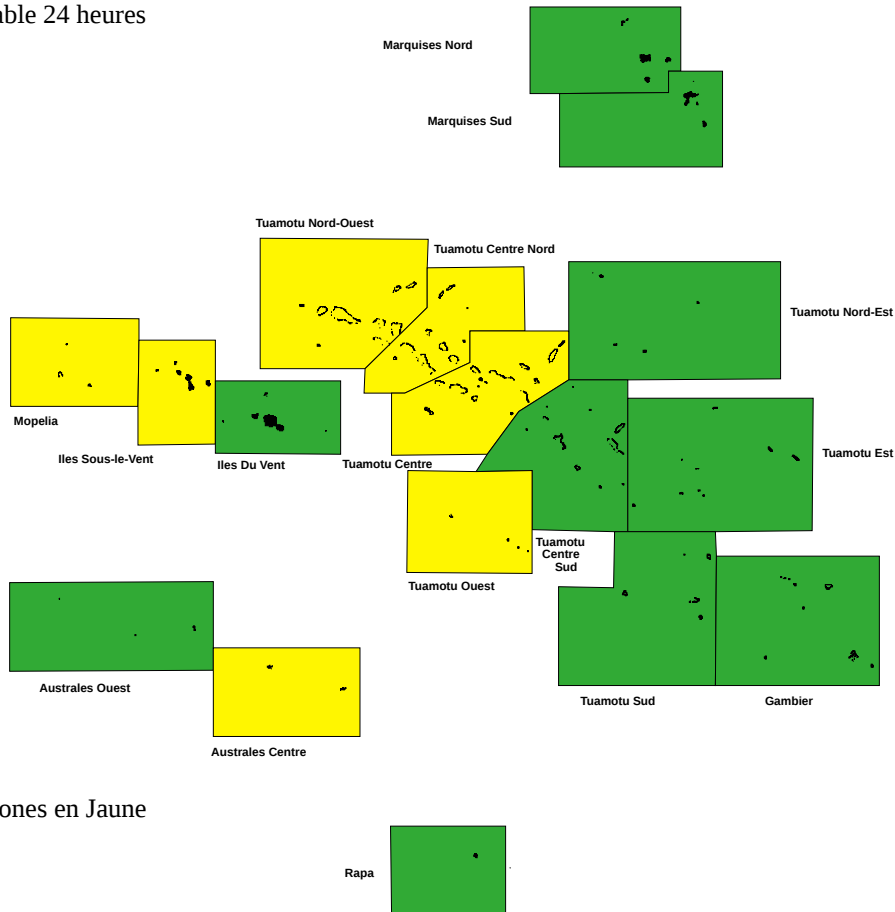 24 heures
Marquises Nord
Marquises Sud
Tuamotu Nord-Ouest
Tuamotu Centre Nord
Tuamotu Nord-Est
Mopelia
Iles Sous-le-Vent
Iles Du Vent
Tuamotu Centre
Tuamotu Est
Tuamotu
Centre
Sud
Tuamotu Ouest
Australes Ouest
Tuamotu Sud
Gambier
Australes Centre
en Jaune
Rapa